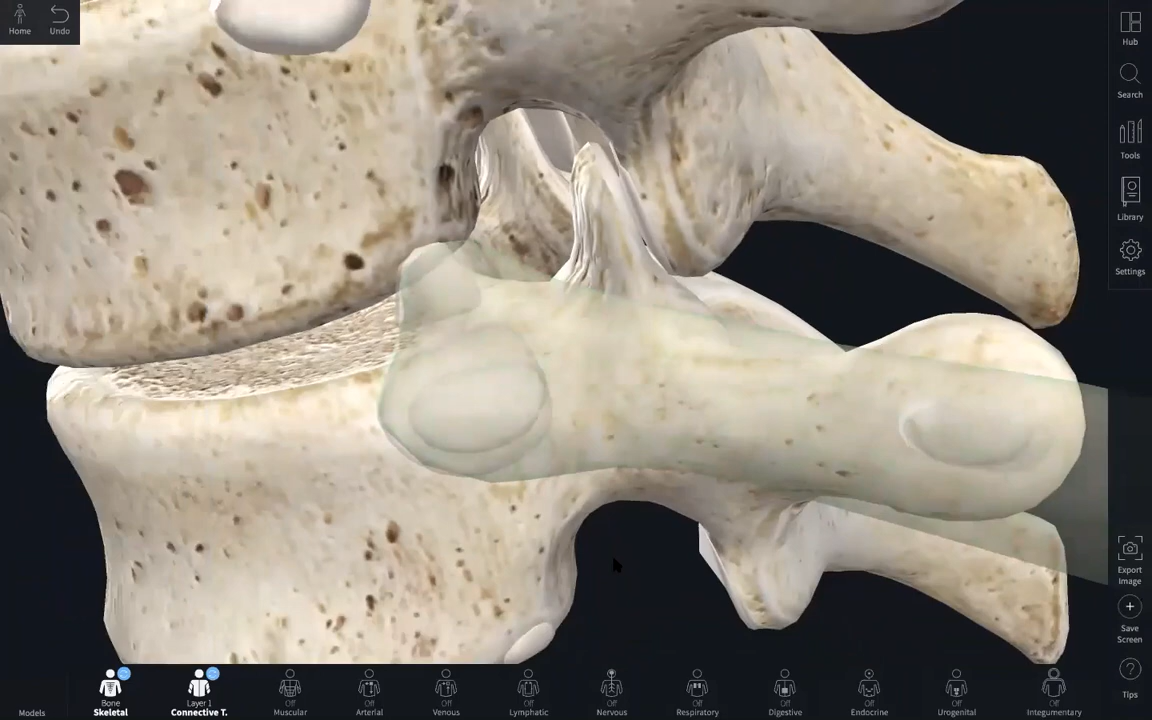 Home
Undo
Hub
Search
Tools
Library
Settings
Export
Image
Save
Screen
Tips
Models
Bone
Skeletal
Layer 1
Connective T.
Off
Muscular
Off
Arterial
Off
Venous
Off
Lymphatic
Off
Nervous
Off
Respiratory
Off
Digestive
Off
Endocrine
Off
Urogenital
Off
Integumentary